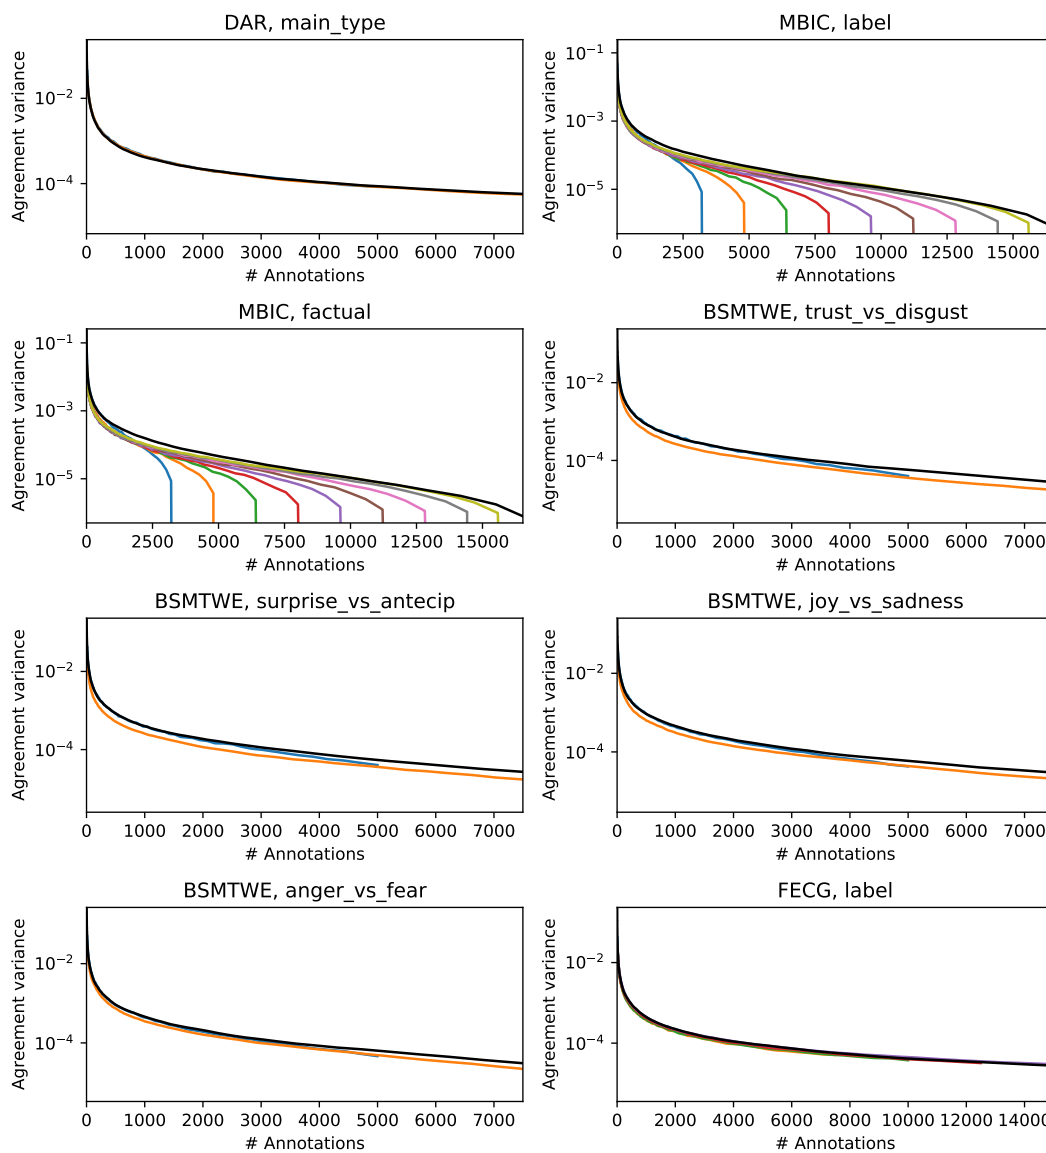 DAR, main_type
Agreement variance
10⁻²
10⁻⁴
0 1000 2000 3000 4000 5000 6000 7000
# Annotations
MBIC, label
Agreement variance
10⁻¹
10⁻³
10⁻⁵
2500 5000 7500 10000 12500 15000
# Annotations
MBIC, factual
Agreement variance
10⁻¹
10⁻³
10⁻⁵
0 2500 5000 7500 10000 12500 15000
# Annotations
BSMTWE, trust_vs_disgust
Agreement variance
10⁻²
10⁻⁴
0 1000 2000 3000 4000 5000 6000 7000
# Annotations
BSMTWE, surprise_vs_antecip
Agreement variance
10⁻²
10⁻⁴
0 1000 2000 3000 4000 5000 6000 7000
# Annotations
BSMTWE, joy_vs_sadness
Agreement variance
10⁻²
10⁻⁴
0 1000 2000 3000 4000 5000 6000 7000
# Annotations
BSMTWE, anger_vs_fear
Agreement variance
10⁻²
10⁻⁴
0 1000 2000 3000 4000 5000 6000 7000
# Annotations
FECG, label
Agreement variance
10⁻²
10⁻⁴
0 2000 4000 6000 8000 10000 12000 14000
# Annotations